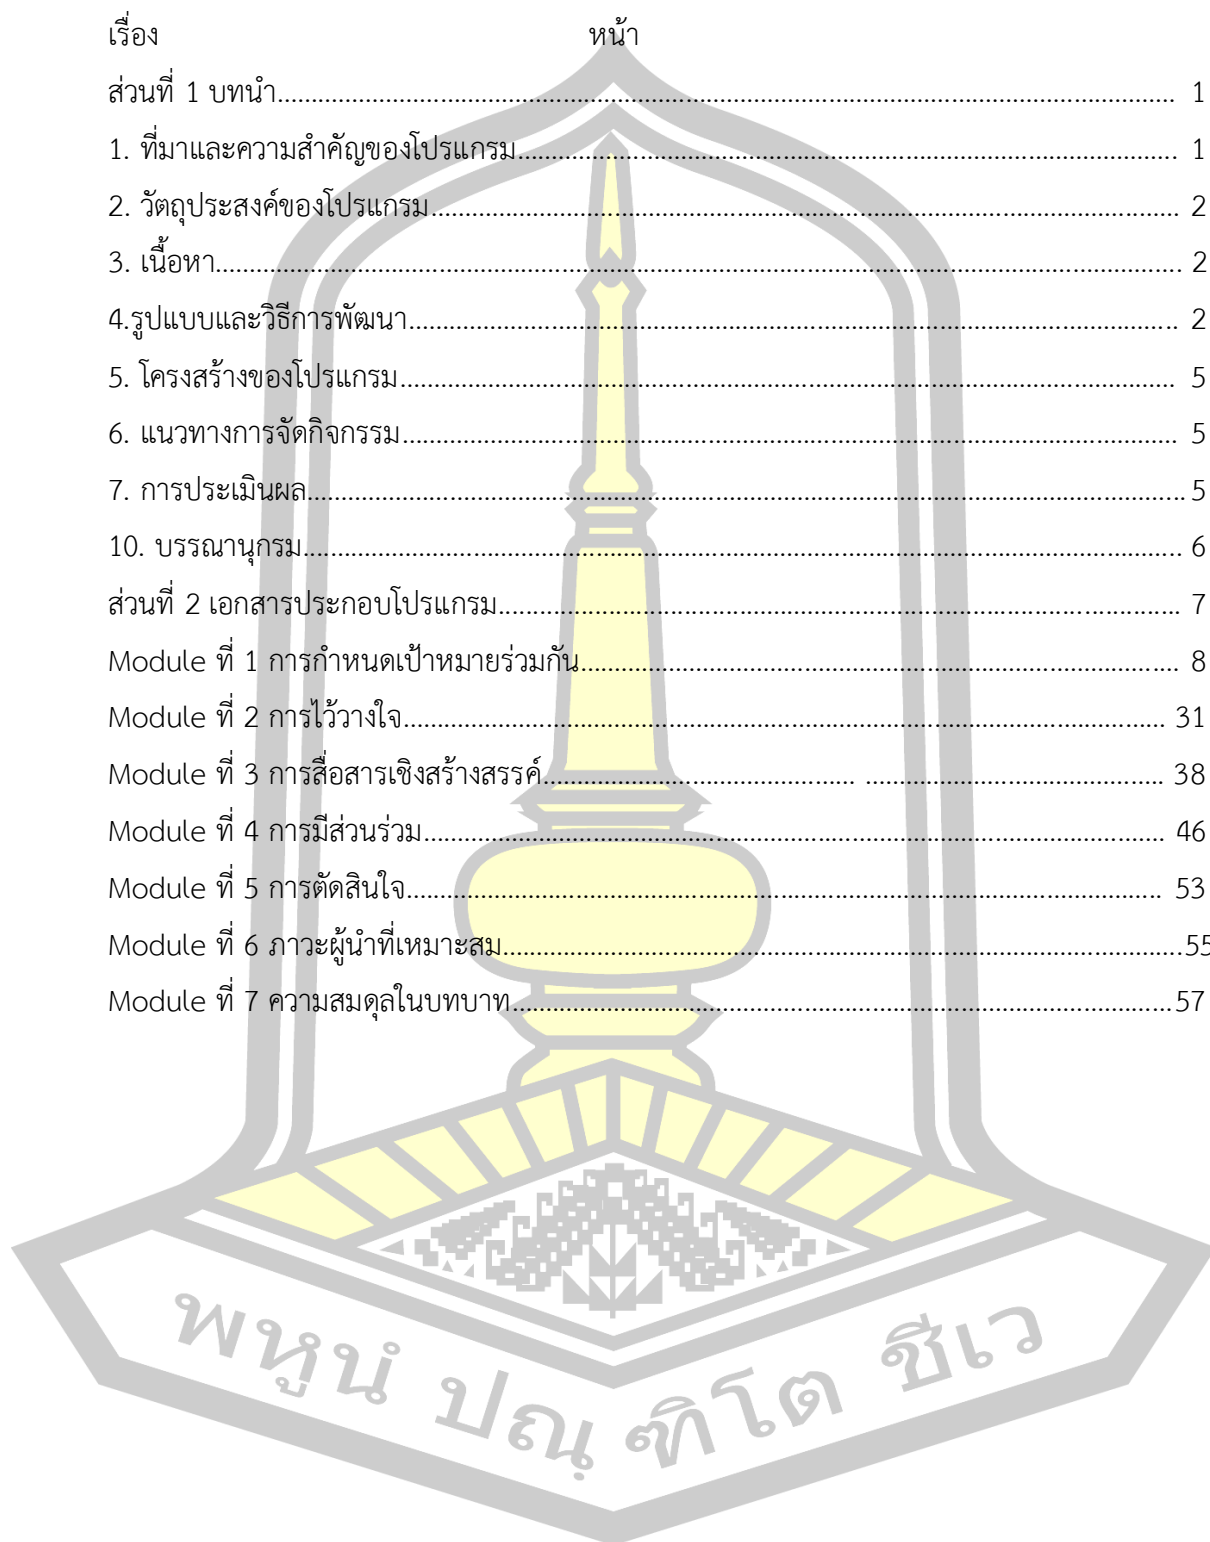 เรื่อง หน้า
ส่วนที่ 1 บทนำ........................................................................................................ 1
1. ที่มาและความสำคัญของโปรแกรม............................................................................ 1
2. วัตถุประสงค์ของโปรแกรม...................................................................................... 2
3. เนื้อหา................................................................................................................ 2
4.รูปแบบและวิธีการพัฒนา......................................................................................... 2
5. โครงสร้างของโปรแกรม.......................................................................................... 5
6. แนวทางการจัดกิจกรรม.......................................................................................... 5
7. การประเมินผล..................................................................................................... 5
10. บรรณานุกรม...................................................................................................... 6
ส่วนที่ 2 เอกสารประกอบโปรแกรม.............................................................................. 7
Module ที่ 1 การกำหนดเป้าหมายร่วมกัน..................................................................... 8
Module ที่ 2 การไว้วางใจ........................................................................................ 31
Module ที่ 3 การสื่อสารเชิงสร้างสรรค์.................................... .................................. 38
Module ที่ 4 การมีส่วนร่วม...................................................................................... 46
Module ที่ 5 การตัดสินใจ....................................................................................... 53
Module ที่ 6 ภาวะผู้นำที่เหมาะสม..............................................................................55
Module ที่ 7 ความสมดุลในบทบาท.............................................................................57
พหูนํ ปณฺฑิโต ชีเว